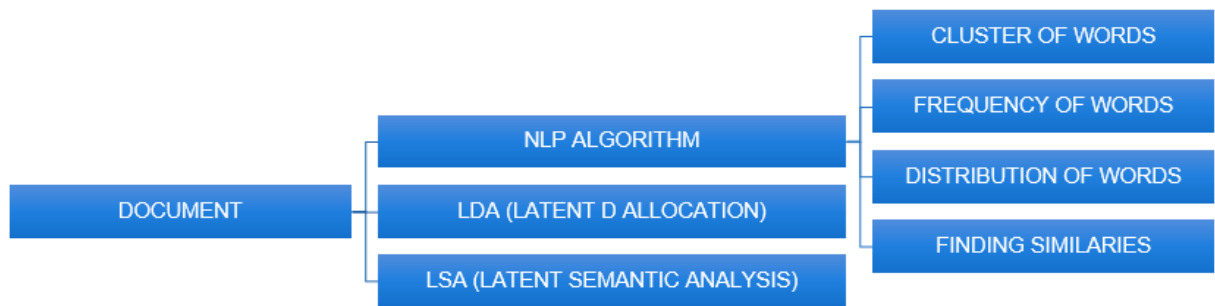 DOCUMENT
NLP ALGORITHM
LDA (LATENT D ALLOCATION)
LSA (LATENT SEMANTIC ANALYSIS)
CLUSTER OF WORDS
FREQUENCY OF WORDS
DISTRIBUTION OF WORDS
FINDING SIMILARIES